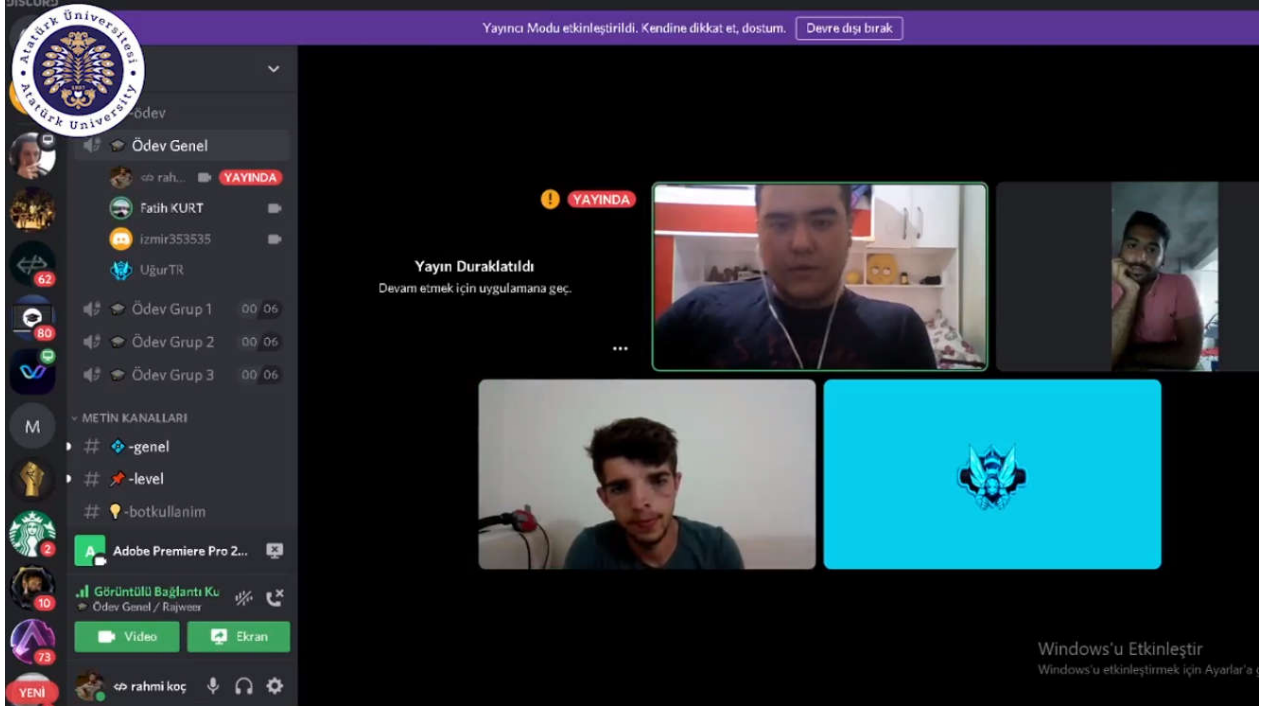 DISCORD
Atatürk Üniversitesi
Atatürk University
Yayıncı Modu etkinleştirildi. Kendine dikkat et, dostum.
Devre dışı bırak
-ödev
Ödev Genel
rah...
YAYINDA
Fatih KURT
izmir353535
UğurTR
Ödev Grup 1
00 06
Ödev Grup 2
00 06
Ödev Grup 3
00 06
METİN KANALLARI
# -genel
# -level
# -botkullanim
A
Adobe Premiere Pro 2...
Görüntülü Bağlantı Ku
Ödev Genel / Rajweer
Video
Ekran
rahmi koç
62
80
M
2
10
73
YENİ
YAYINDA
Yayın Duraklatıldı
Devam etmek için uygulamana geç.
Windows'u Etkinleştir
Windows'u etkinleştirmek için Ayarlar'a